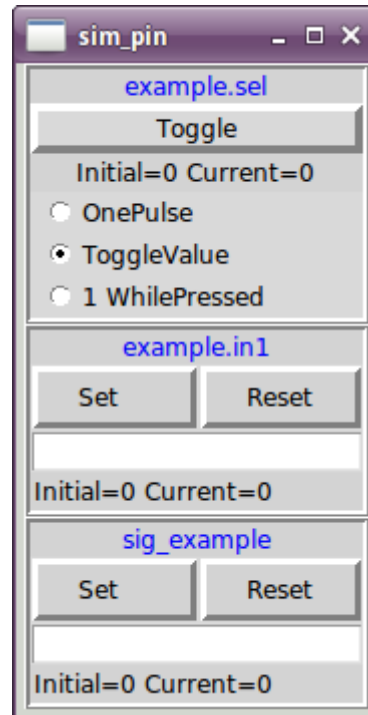 sim_pin
example.sel
Toggle
Initial=0 Current=0
OnePulse
ToggleValue
1 WhilePressed
example.in1
Set Reset
Initial=0 Current=0
sig_example
Set Reset
Initial=0 Current=0